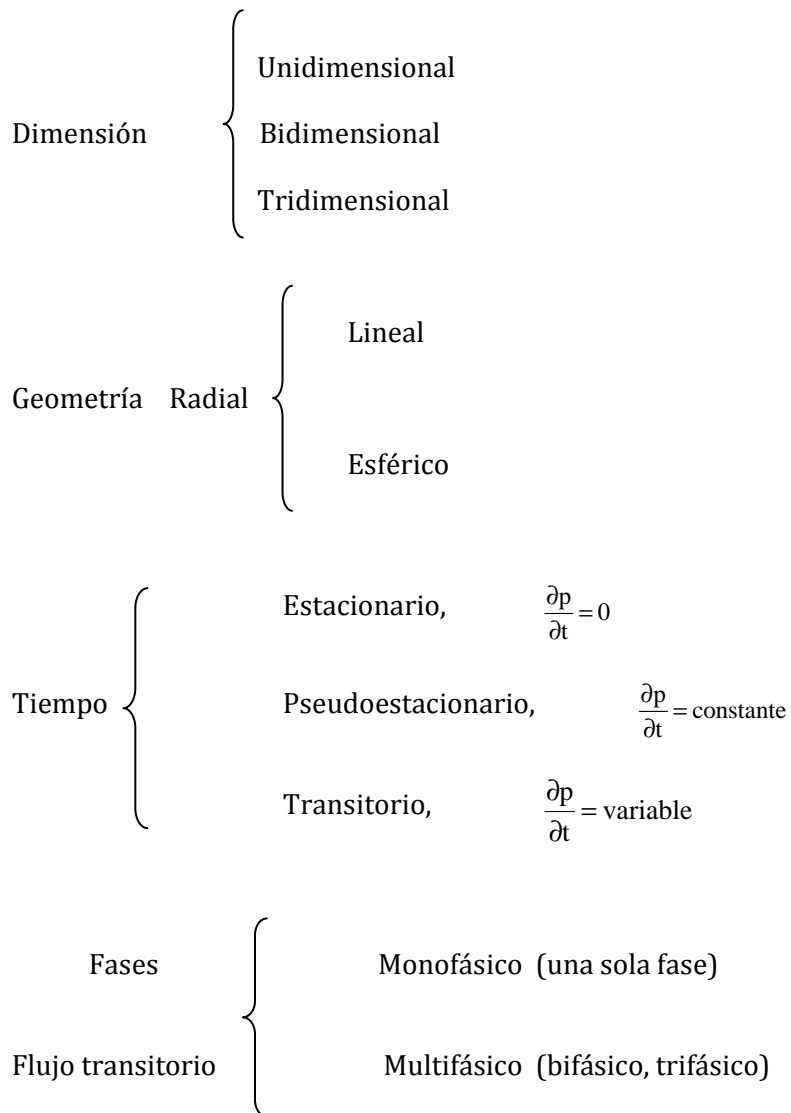 Unidimensional
Dimensión Bidimensional
Tridimensional
Lineal
Geometría Radial
Esférico
Estacionario, ∂p/∂t = 0
Tiempo Pseudoestacionario, ∂p/∂t = constante
Transitorio, ∂p/∂t = variable
Fases Monofásico (una sola fase)
Flujo transitorio Multifásico (bifásico, trifásico)